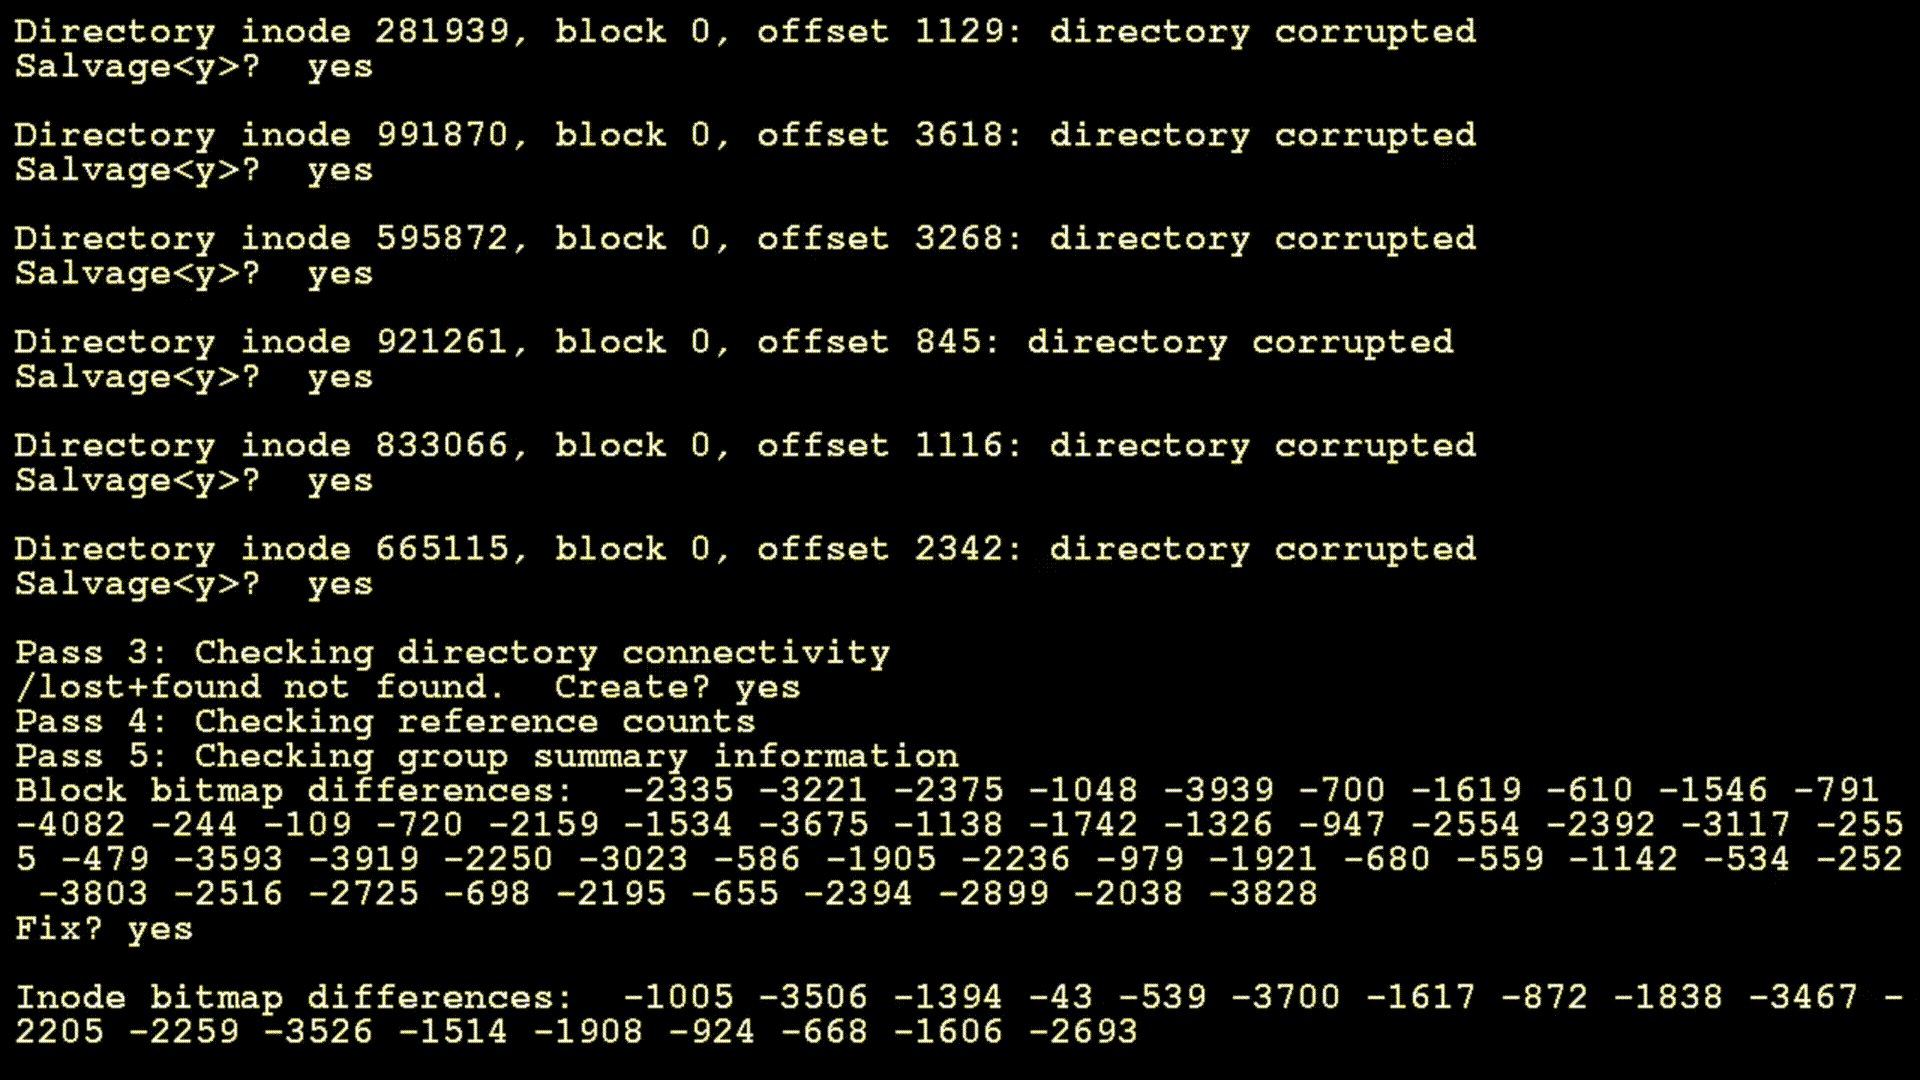 Directory inode 281939, block 0, offset 1129: directory corrupted
Salvage<y>?  yes
Directory inode 991870, block 0, offset 3618: directory corrupted
Salvage<y>?  yes
Directory inode 595872, block 0, offset 3268: directory corrupted
Salvage<y>?  yes
Directory inode 921261, block 0, offset 845: directory corrupted
Salvage<y>?  yes
Directory inode 833066, block 0, offset 1116: directory corrupted
Salvage<y>?  yes
Directory inode 665115, block 0, offset 2342: directory corrupted
Salvage<y>?  yes
Pass 3: Checking directory connectivity
/lost+found not found.  Create? yes
Pass 4: Checking reference counts
Pass 5: Checking group summary information
Block bitmap differences:  -2335 -3221 -2375 -1048 -3939 -700 -1619 -610 -1546 -791
-4082 -244 -109 -720 -2159 -1534 -3675 -1138 -1742 -1326 -947 -2554 -2392 -3117 -255
5 -479 -3593 -3919 -2250 -3023 -586 -1905 -2236 -979 -1921 -680 -559 -1142 -534 -252
 -3803 -2516 -2725 -698 -2195 -655 -2394 -2899 -2038 -3828
Fix? yes
Inode bitmap differences:  -1005 -3506 -1394 -43 -539 -3700 -1617 -872 -1838 -3467 -
2205 -2259 -3526 -1514 -1908 -924 -668 -1606 -2693